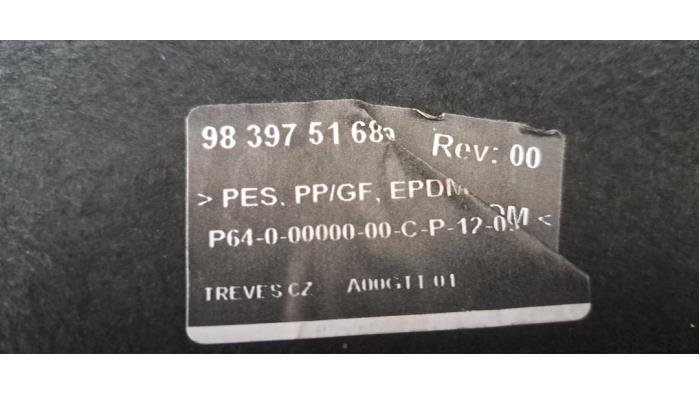 98 397 51 68 Rev: 00
> PES, PP/GF, EPDM <
P64-0-00000-00-C-P-12-0
TREVES CZ A00GTT 01